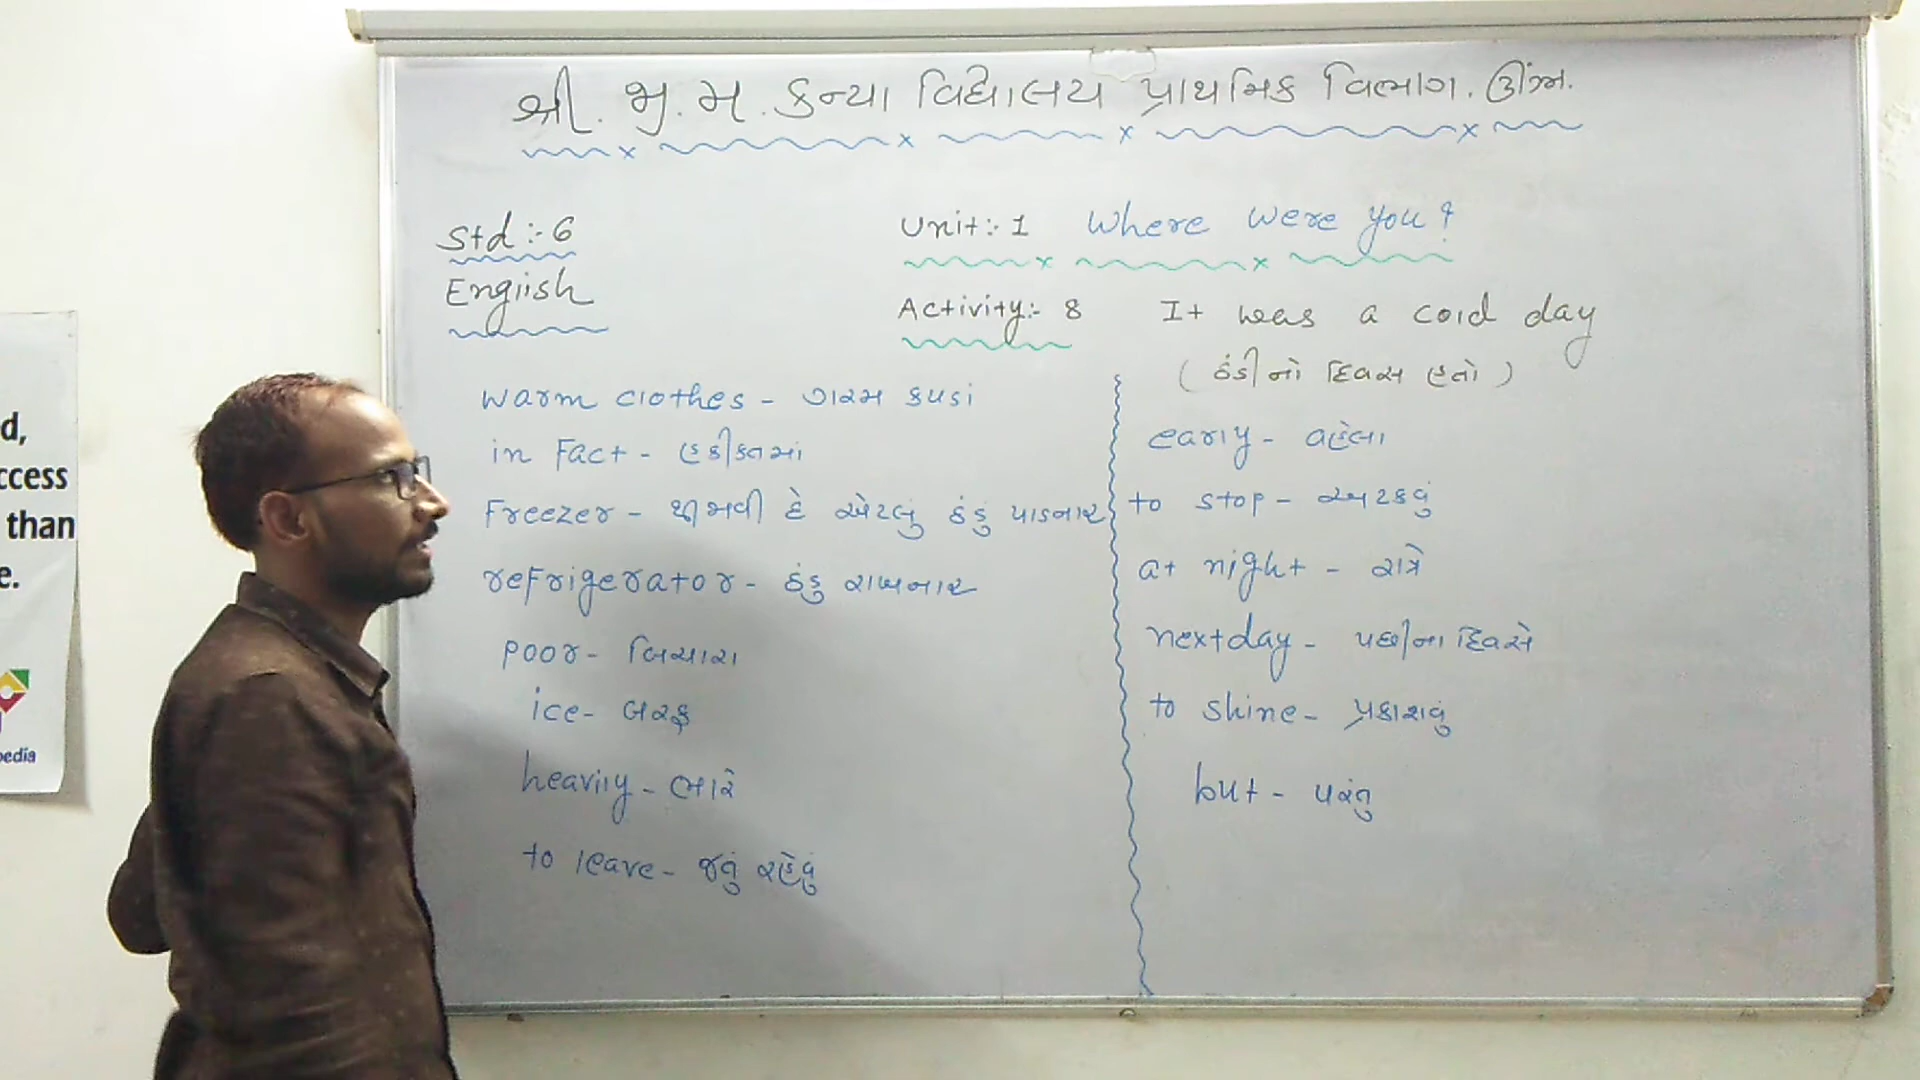 શ્રી. જી. મ. કન્યા વિદ્યાલય પ્રાથમિક વિભાગ. ઊંઝા.
Std :- 6
English
Unit:- 1 Where were you?
Activity:- 8 It was a cold day
(ઠંડીનો દિવસ હતો)
warm clothes - ગરમ કપડાં
in Fact - હકીકતમાં
Freezer - થીજવી દે એટલું ઠંડું પાડનાર
reFrigerator - ઠંડુ રાખનાર
poor - બિચારા
ice - બરફ
heavily - ભારે
to leave - જતું રહેવું
early - વહેલા
to stop - અટકવું
at night - રાત્રે
next day - પછીના દિવસે
to shine - પ્રકાશવું
but - પરંતુ
d,
ccess
than
e.
pedia